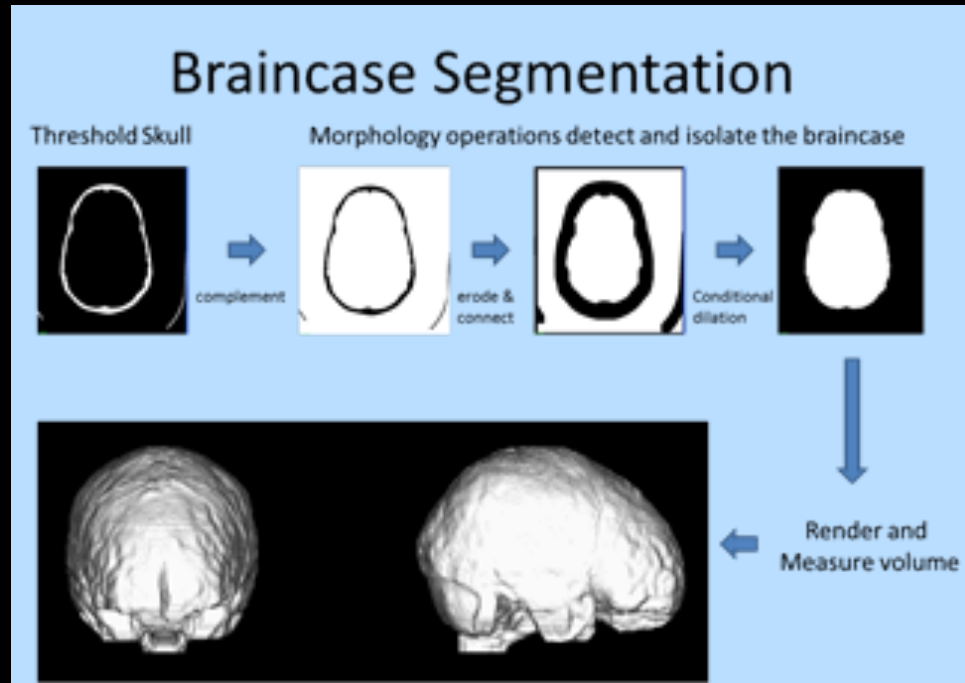 Braincase Segmentation
Threshold Skull
Morphology operations detect and isolate the braincase
complement
erode &
connect
Conditional
dilation
Render and
Measure volume